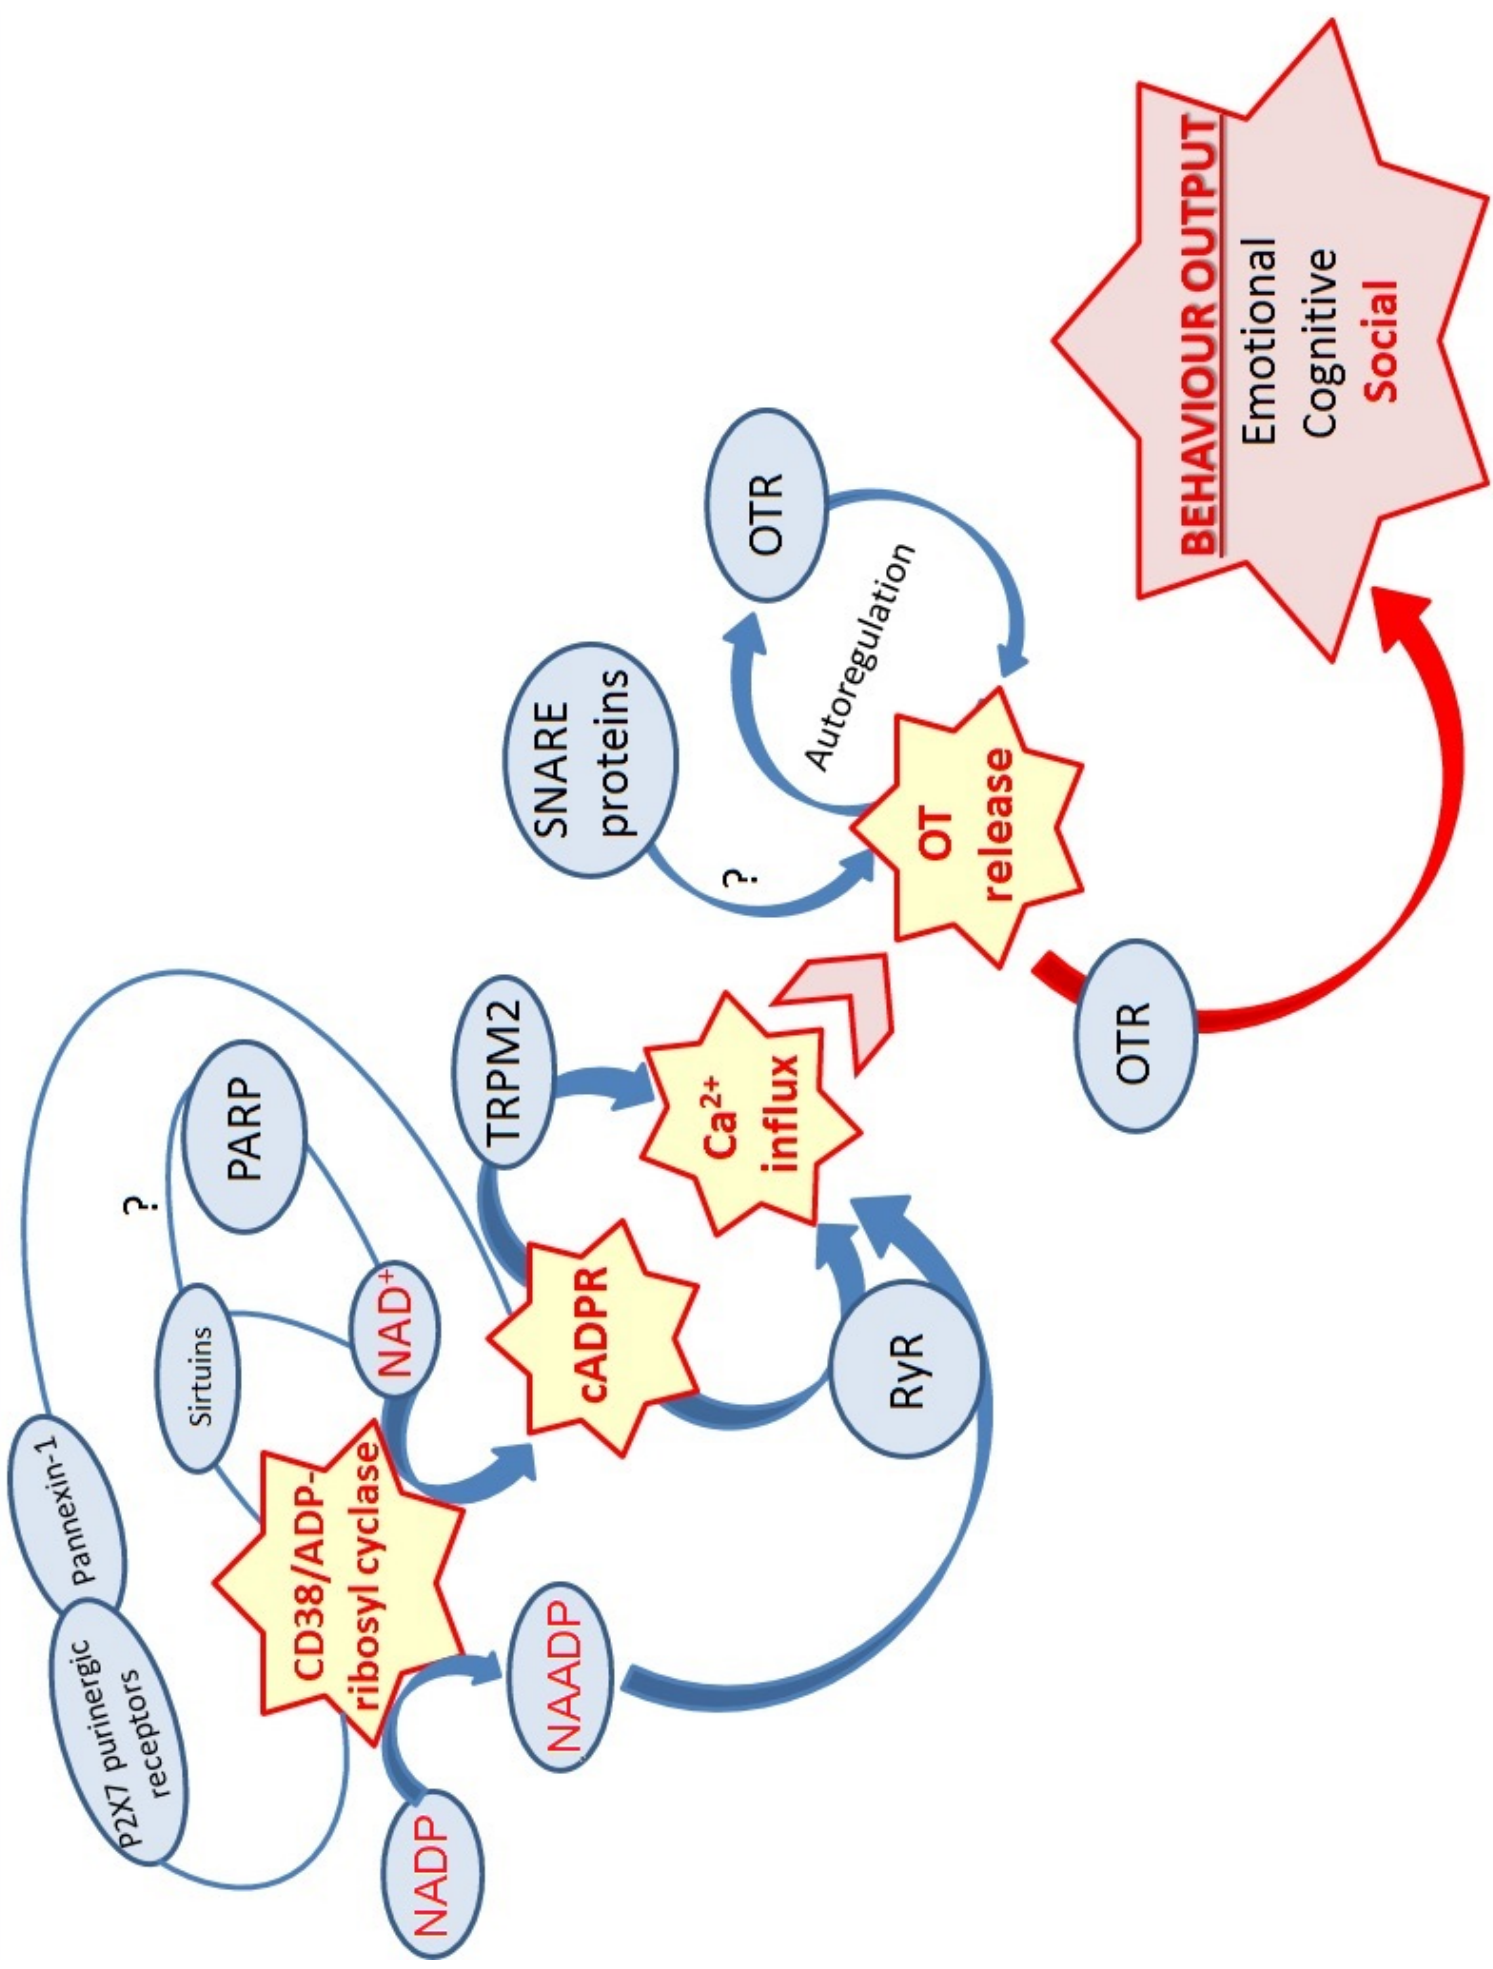 P2X7 purinergic
receptors
Pannexin-1
?
Sirtuins
PARP
CD38/ADP-
ribosyl cyclase
NAD⁺
NADP
NAADP
cADPR
TRPM2
RyR
Ca²⁺
influx
SNARE
proteins
?
OTR
Autoregulation
OT
release
OTR
BEHAVIOUR OUTPUT
Emotional
Cognitive
Social